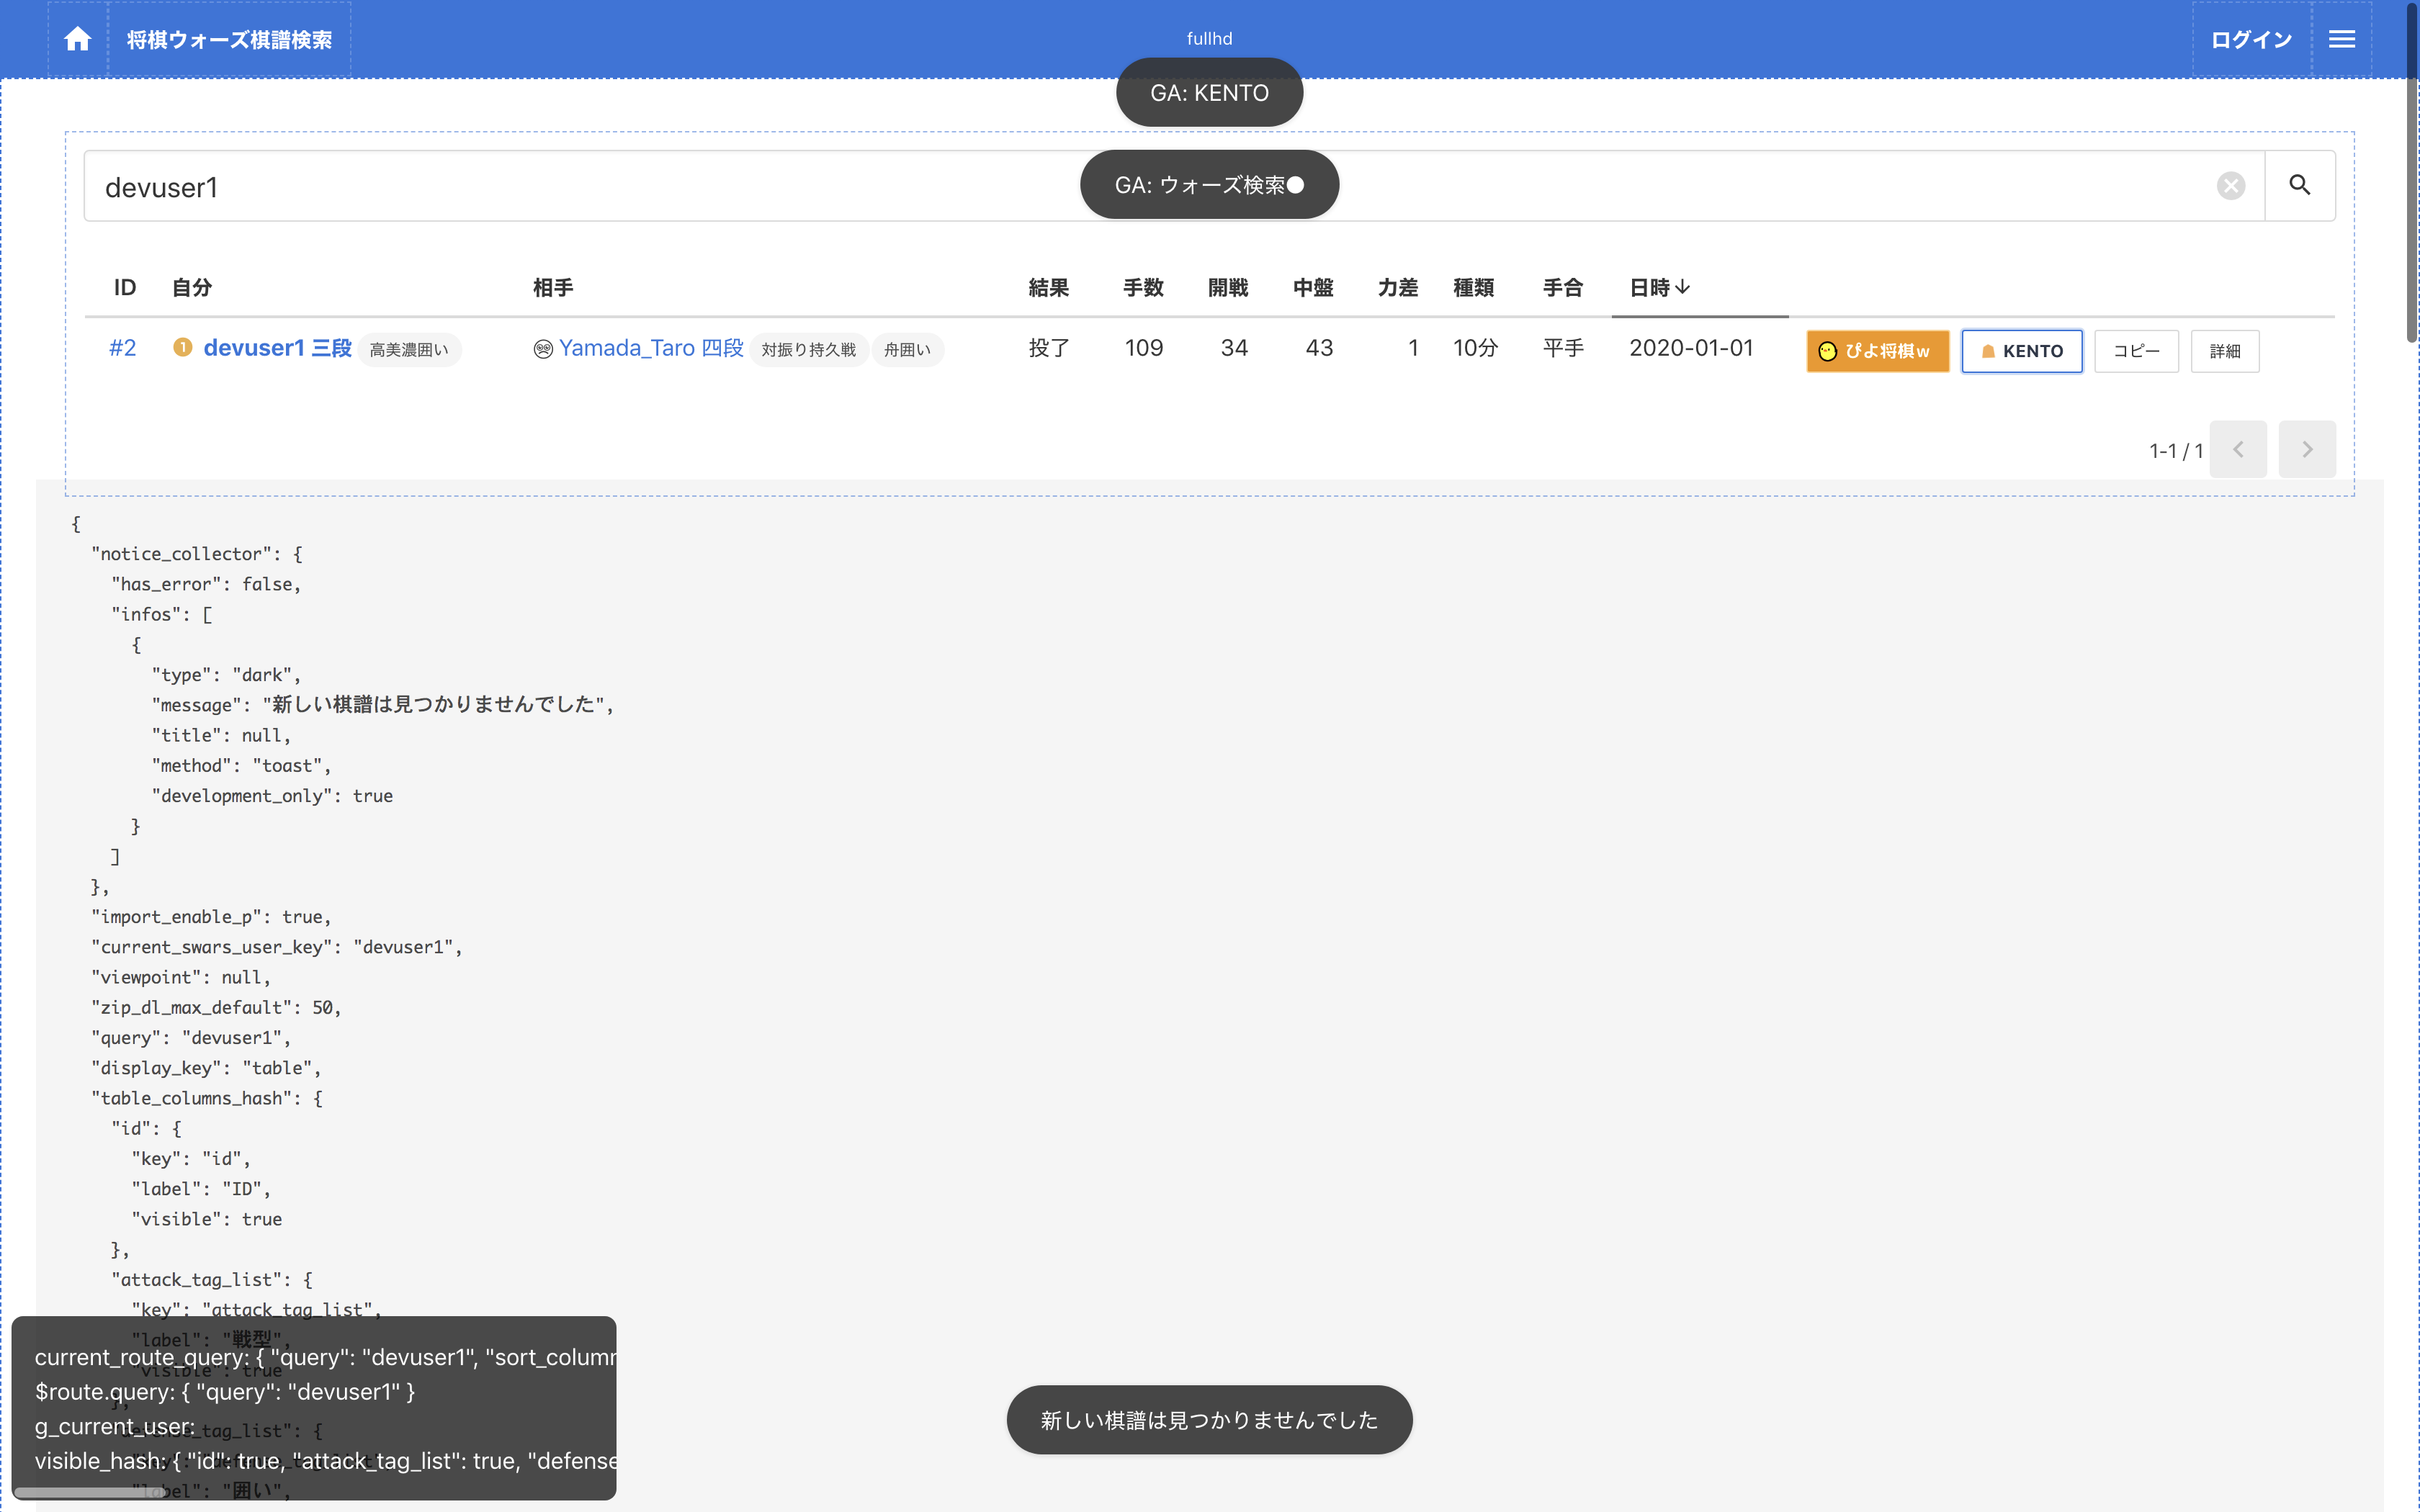 将棋ウォーズ棋譜検索
fullhd
ログイン
GA: KENTO
devuser1
GA: ウォーズ検索●
ID 自分 相手 結果 手数 開戦 中盤 力差 種類 手合 日時↓
#2 1 devuser1 三段 高美濃囲い Yamada_Taro 四段 対振り持久戦 舟囲い 投了 109 34 43 1 10分 平手 2020-01-01 ぴよ将棋w KENTO コピー 詳細
1-1 / 1
{
"notice_collector": {
"has_error": false,
"infos": [
{
"type": "dark",
"message": "新しい棋譜は見つかりませんでした",
"title": null,
"method": "toast",
"development_only": true
}
]
},
"import_enable_p": true,
"current_swars_user_key": "devuser1",
"viewpoint": null,
"zip_dl_max_default": 50,
"query": "devuser1",
"display_key": "table",
"table_columns_hash": {
"id": {
"key": "id",
"label": "ID",
"visible": true
},
"attack_tag_list": {
"key": "attack_tag_list",
"label": "戦型",
"visible": true
},
"label": "囲い",
current_route_query: { "query": "devuser1", "sort_column
$route.query: { "query": "devuser1" }
g_current_user:
visible_hash: { "id": true, "attack_tag_list": true, "defense
新しい棋譜は見つかりませんでした